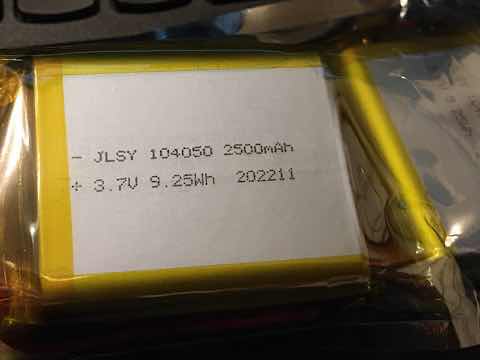 - JLSY 104050 2500mAh
+ 3.7V 9.25Wh 202211